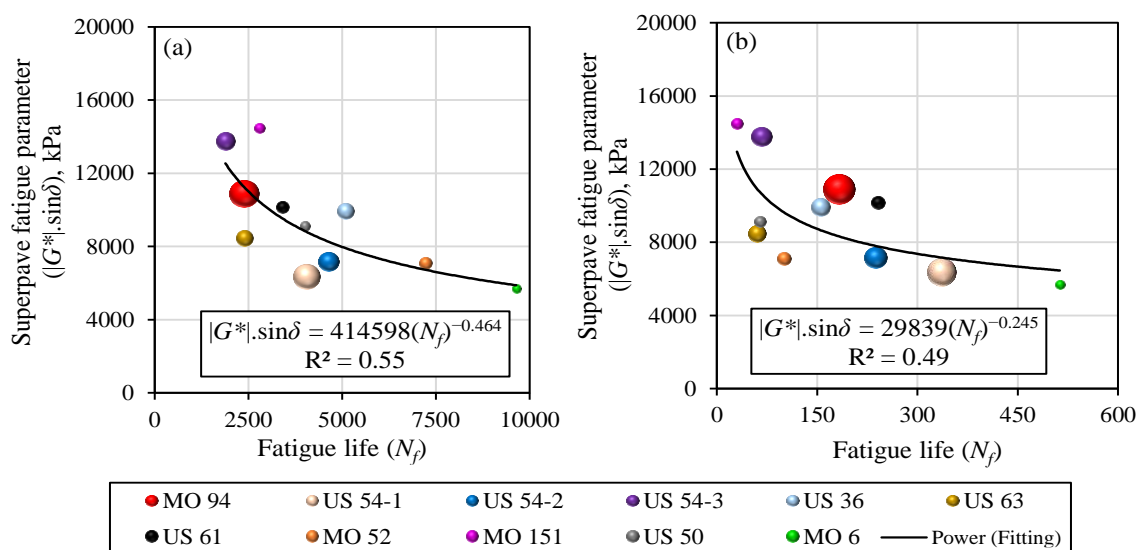 (a)
Superpave fatigue parameter
(|G*|.sinδ), kPa
20000
16000
12000
8000
4000
0
|G*|.sinδ = 414598(N_f)^−0.464
R² = 0.55
0 2500 5000 7500 10000
Fatigue life (N_f)
(b)
Superpave fatigue parameter
(|G*|.sinδ), kPa
20000
16000
12000
8000
4000
0
|G*|.sinδ = 29839(N_f)^−0.245
R² = 0.49
0 150 300 450 600
Fatigue life (N_f)
MO 94 US 54-1 US 54-2 US 54-3 US 36 US 63
US 61 MO 52 MO 151 US 50 MO 6 Power (Fitting)